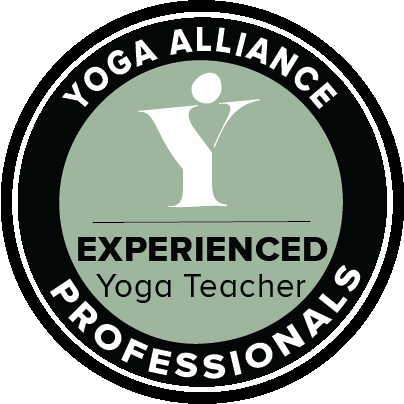 YOGA ALLIANCE
EXPERIENCED
Yoga Teacher
PROFESSIONALS